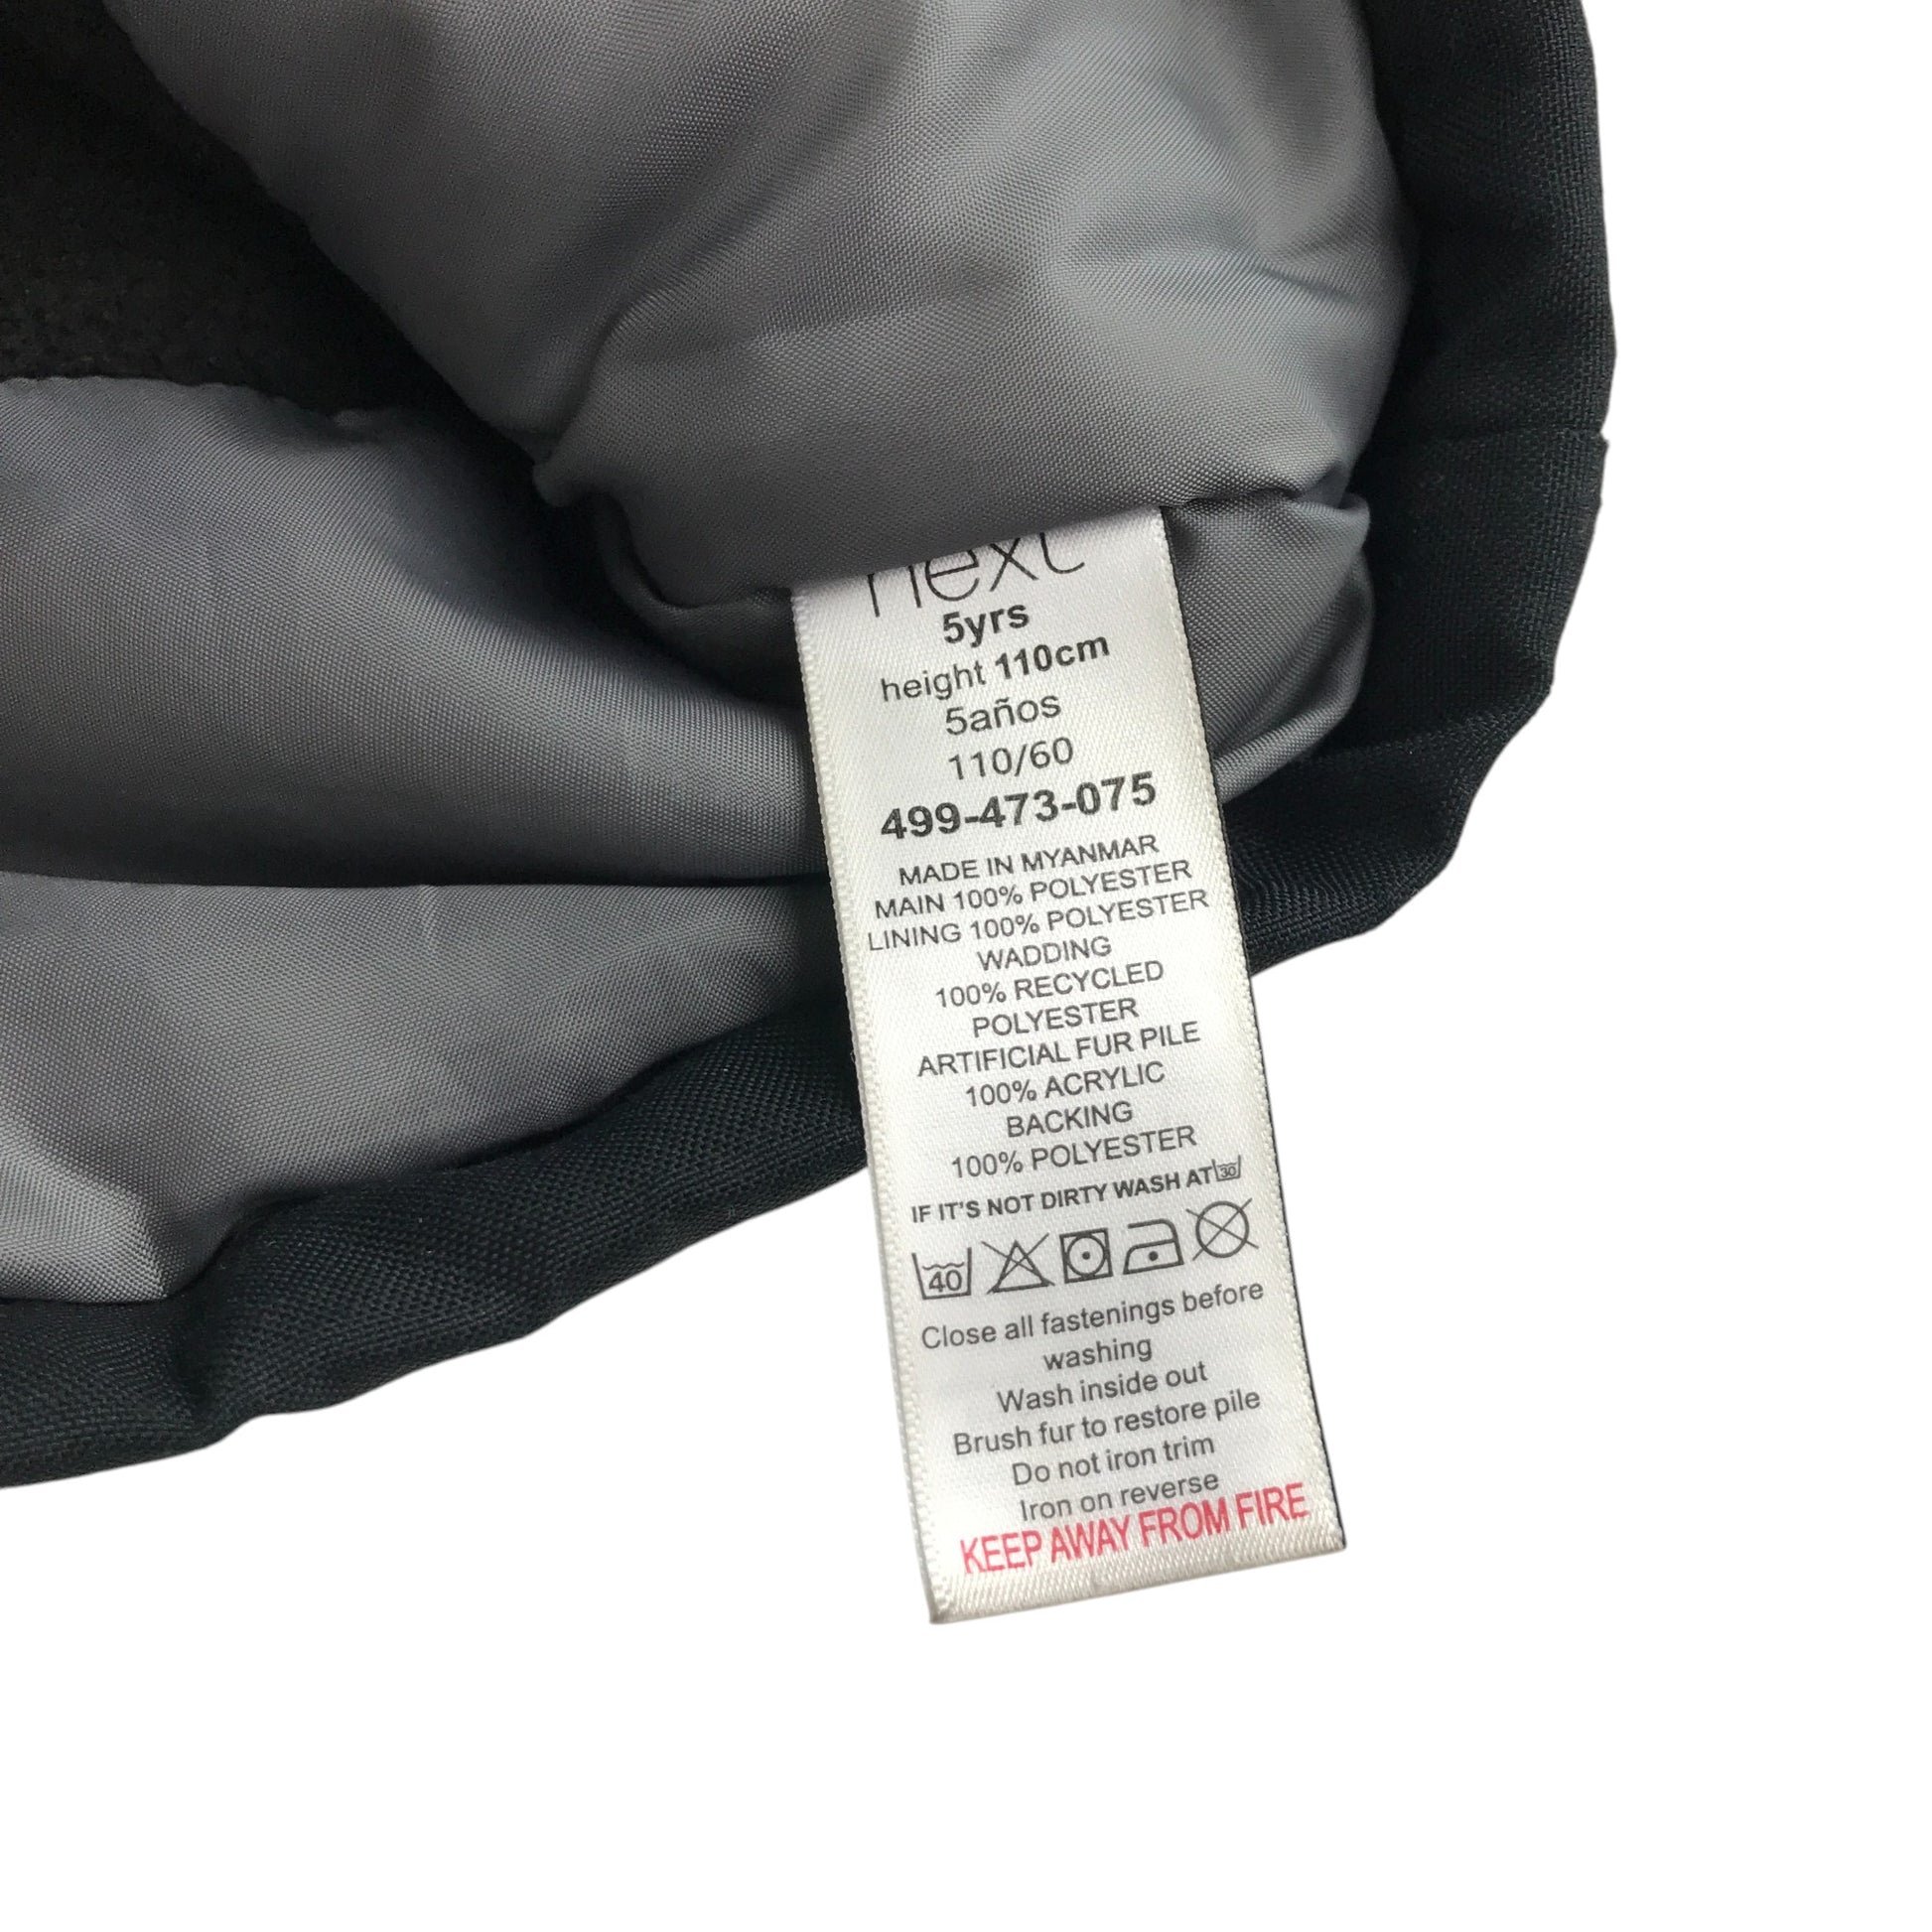 next
5yrs
height 110cm
5años
110/60
499-473-075
MADE IN MYANMAR
MAIN 100% POLYESTER
LINING 100% POLYESTER
WADDING
100% RECYCLED
POLYESTER
ARTIFICIAL FUR PILE
100% ACRYLIC
BACKING
100% POLYESTER
IF IT'S NOT DIRTY WASH AT 30
40
Close all fastenings before
washing
Wash inside out
Brush fur to restore pile
Do not iron trim
Iron on reverse
KEEP AWAY FROM FIRE